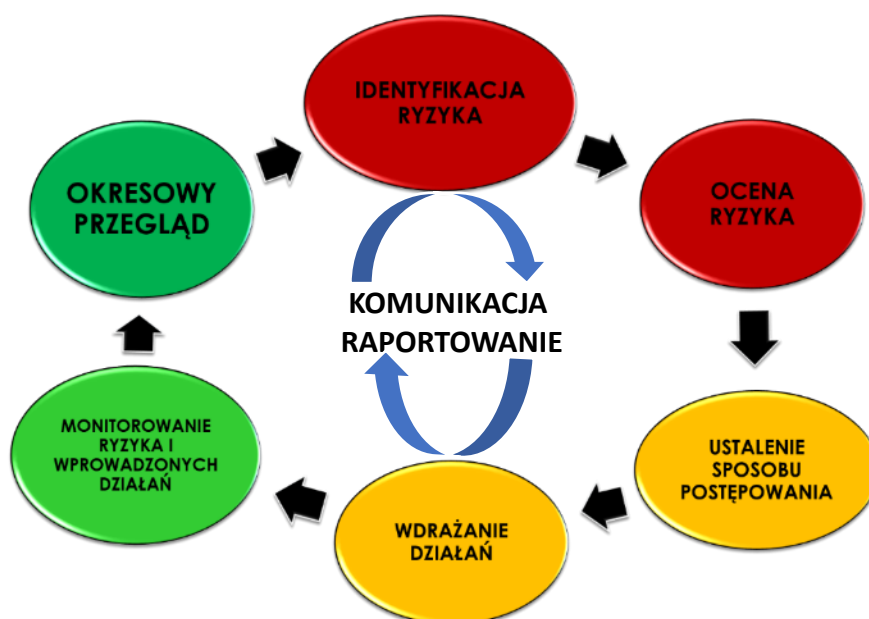 IDENTYFIKACJA
RYZYKA
OCENA
RYZYKA
USTALENIE
SPOSOBU
POSTĘPOWANIA
WDRAŻANIE
DZIAŁAŃ
MONITOROWANIE
RYZYKA I
WPROWADZONYCH
DZIAŁAŃ
OKRESOWY
PRZEGLĄD
KOMUNIKACJA
RAPORTOWANIE